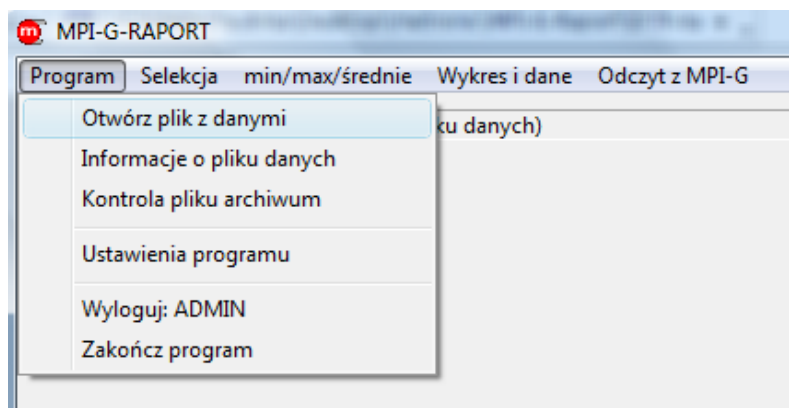 MPI-G-RAPORT
Program Selekcja min/max/średnie Wykres i dane Odczyt z MPI-G
Otwórz plik z danymi
ku danych)
Informacje o pliku danych
Kontrola pliku archiwum
Ustawienia programu
Wyloguj: ADMIN
Zakończ program